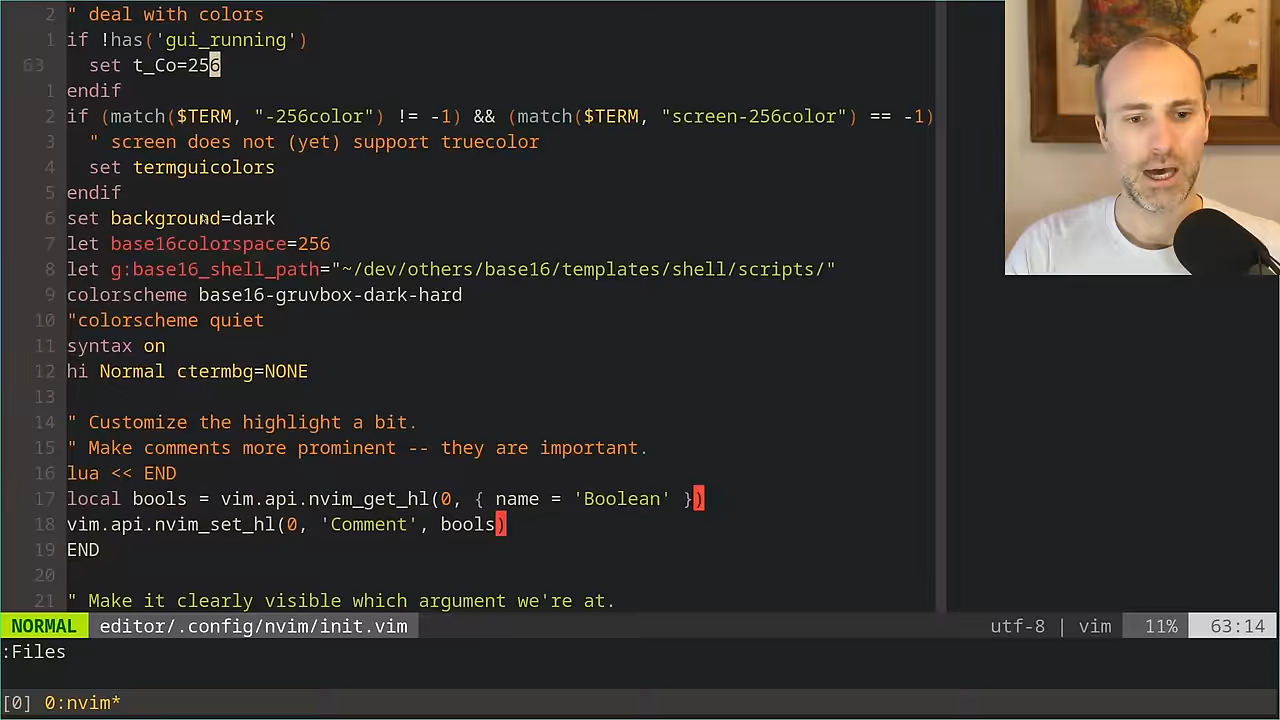 2 " deal with colors
1 if !has('gui_running')
63 set t_Co=256
1 endif
2 if (match($TERM, "-256color") != -1) && (match($TERM, "screen-256color") == -1)
3 " screen does not (yet) support truecolor
4 set termguicolors
5 endif
6 set background=dark
7 let base16colorspace=256
8 let g:base16_shell_path="~/dev/others/base16/templates/shell/scripts/"
9 colorscheme base16-gruvbox-dark-hard
10 "colorscheme quiet
11 syntax on
12 hi Normal ctermbg=NONE
13
14 " Customize the highlight a bit.
15 " Make comments more prominent -- they are important.
16 lua << END
17 local bools = vim.api.nvim_get_hl(0, { name = 'Boolean' })
18 vim.api.nvim_set_hl(0, 'Comment', bools)
19 END
20
21 " Make it clearly visible which argument we're at.
NORMAL editor/.config/nvim/init.vim utf-8 | vim 11% 63:14
:Files
[0] 0:nvim*